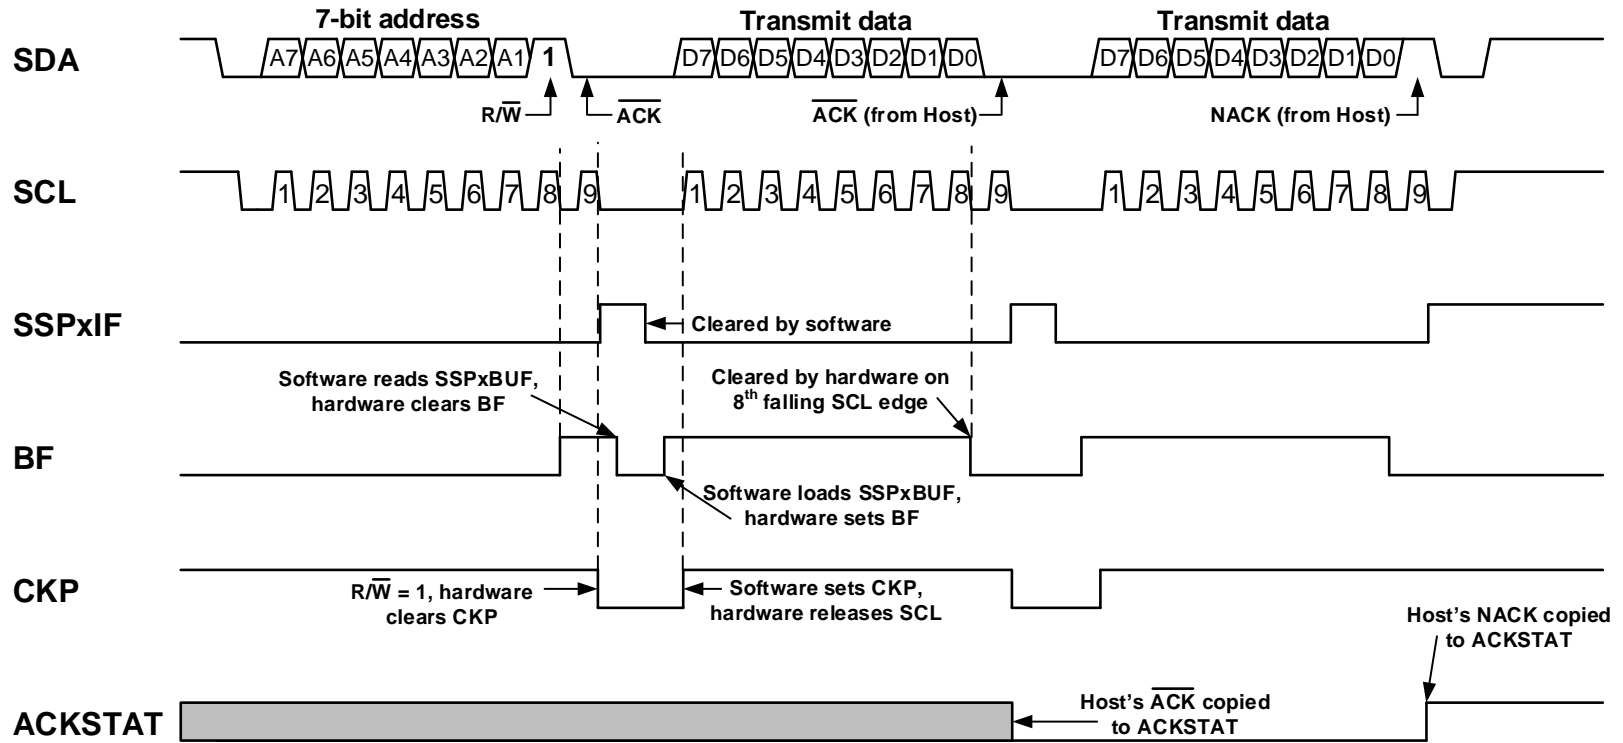 7-bit address Transmit data Transmit data
SDA A7 A6 A5 A4 A3 A2 A1 1 D7 D6 D5 D4 D3 D2 D1 D0 D7 D6 D5 D4 D3 D2 D1 D0
R/W̅ A̅C̅K̅ A̅C̅K̅ (from Host) NACK (from Host)
SCL 1 2 3 4 5 6 7 8 9 1 2 3 4 5 6 7 8 9 1 2 3 4 5 6 7 8 9
SSPxIF
Cleared by software
Software reads SSPxBUF,
hardware clears BF
Cleared by hardware on
8th falling SCL edge
BF
Software loads SSPxBUF,
hardware sets BF
CKP
R/W̅ = 1, hardware
clears CKP
Software sets CKP,
hardware releases SCL
Host's NACK copied
to ACKSTAT
ACKSTAT
Host's A̅C̅K̅ copied
to ACKSTAT